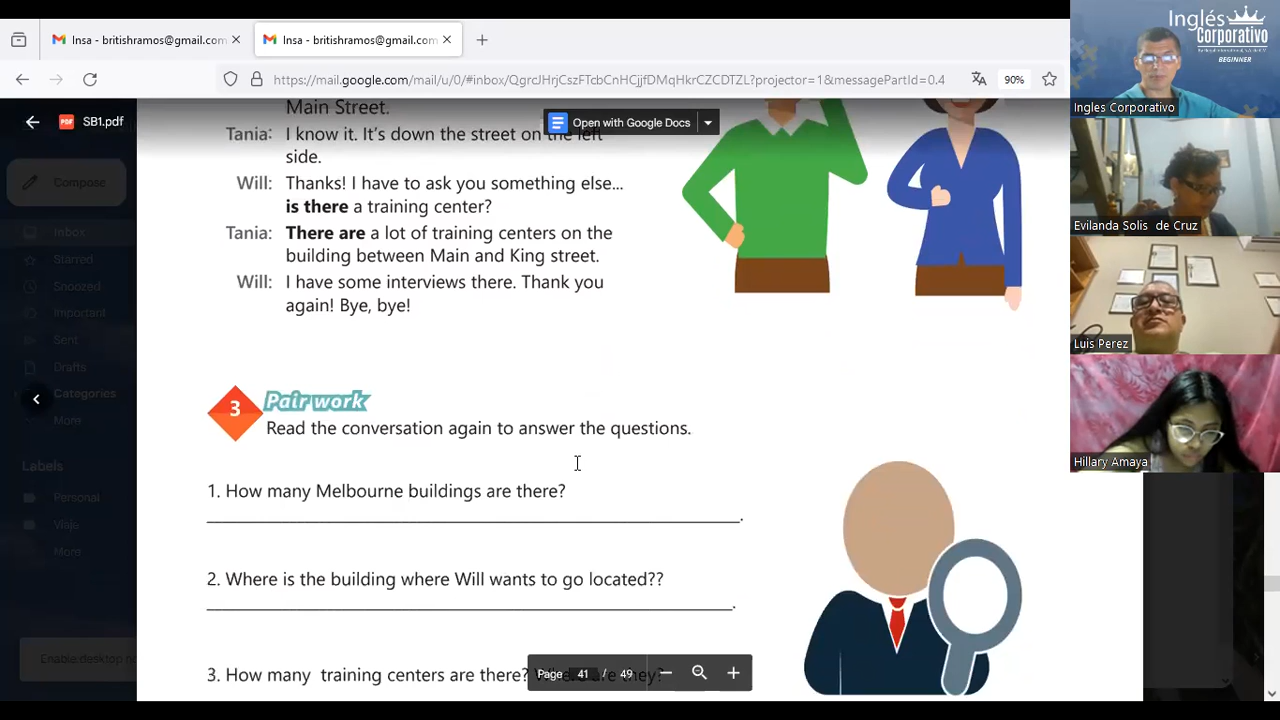 Insa - britishramos@gmail.com
Insa - britishramos@gmail.com
https://mail.google.com/mail/u/0/#inbox/QgrcJHrjCszFTcbCnHCjjfDMqHkrCZCDTZL?projector=1&messagePartId=0.4
90%
SB1.pdf
Open with Google Docs
Compose
Inbox
Starred
Snoozed
Important
Sent
Drafts
Categories
More
Labels
Personal
Viaje
More
Enable desktop no
Main Street.
Tania: I know it. It's down the street on the left
side.
Will: Thanks! I have to ask you something else...
is there a training center?
Tania: There are a lot of training centers on the
building between Main and King street.
Will: I have some interviews there. Thank you
again! Bye, bye!
3 Pair work
Read the conversation again to answer the questions.
1. How many Melbourne buildings are there?
2. Where is the building where Will wants to go located??
3. How many training centers are there? Where are they?
Page 41 / 49
Inglés
Corporativo
BEGINNER
Ingles Corporativo
Evilanda Solis de Cruz
Luis Perez
Hillary Amaya